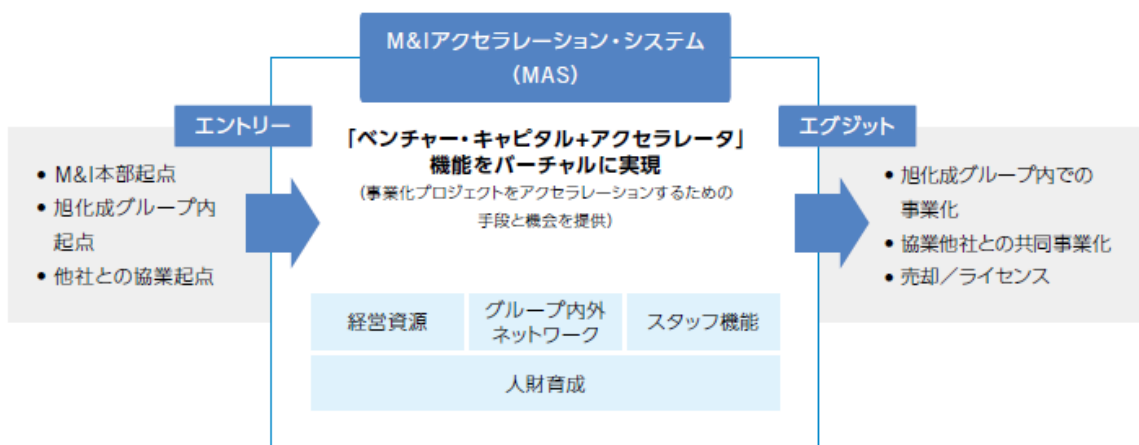 M&Iアクセラレーション・システム
（MAS）
エントリー
• M&I本部起点
• 旭化成グループ内
起点
• 他社との協業起点
「ベンチャー・キャピタル+アクセラレータ」
機能をバーチャルに実現
（事業化プロジェクトをアクセラレーションするための
手段と機会を提供）
経営資源
グループ内外
ネットワーク
スタッフ機能
人財育成
エグジット
• 旭化成グループ内での
事業化
• 協業他社との共同事業化
• 売却／ライセンス